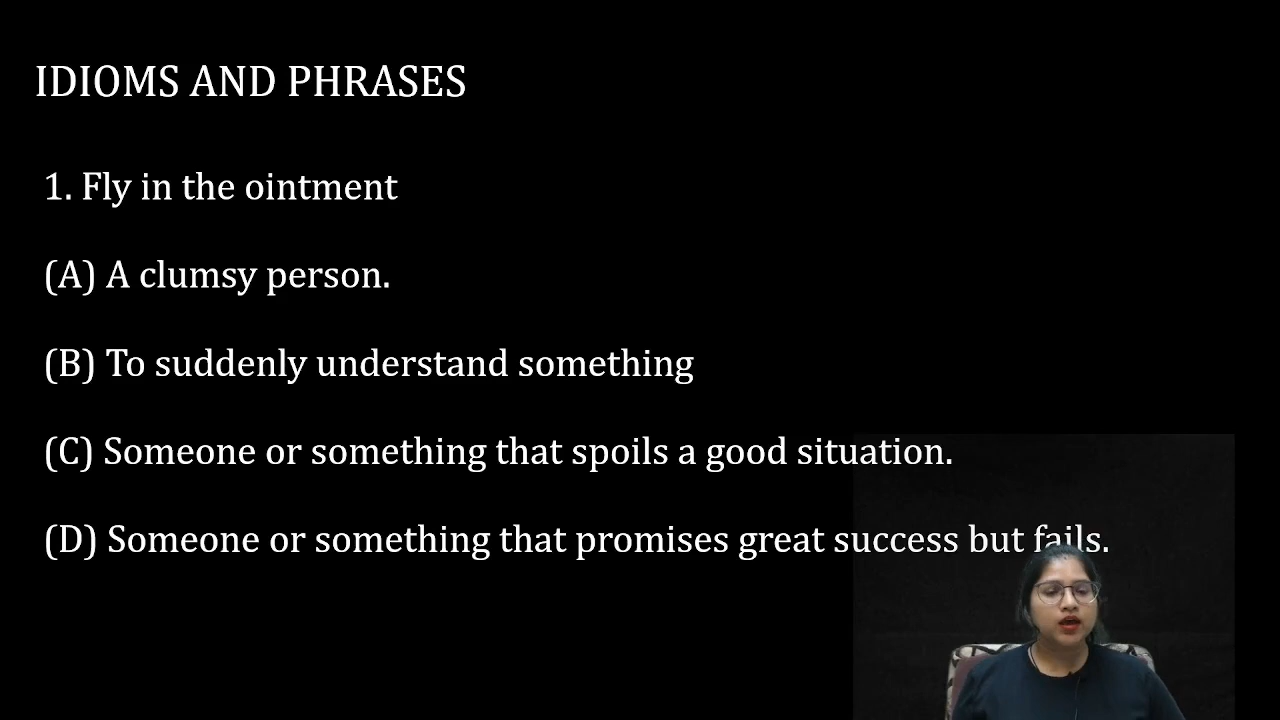 IDIOMS AND PHRASES
1. Fly in the ointment
(A) A clumsy person.
(B) To suddenly understand something
(C) Someone or something that spoils a good situation.
(D) Someone or something that promises great success but fails.